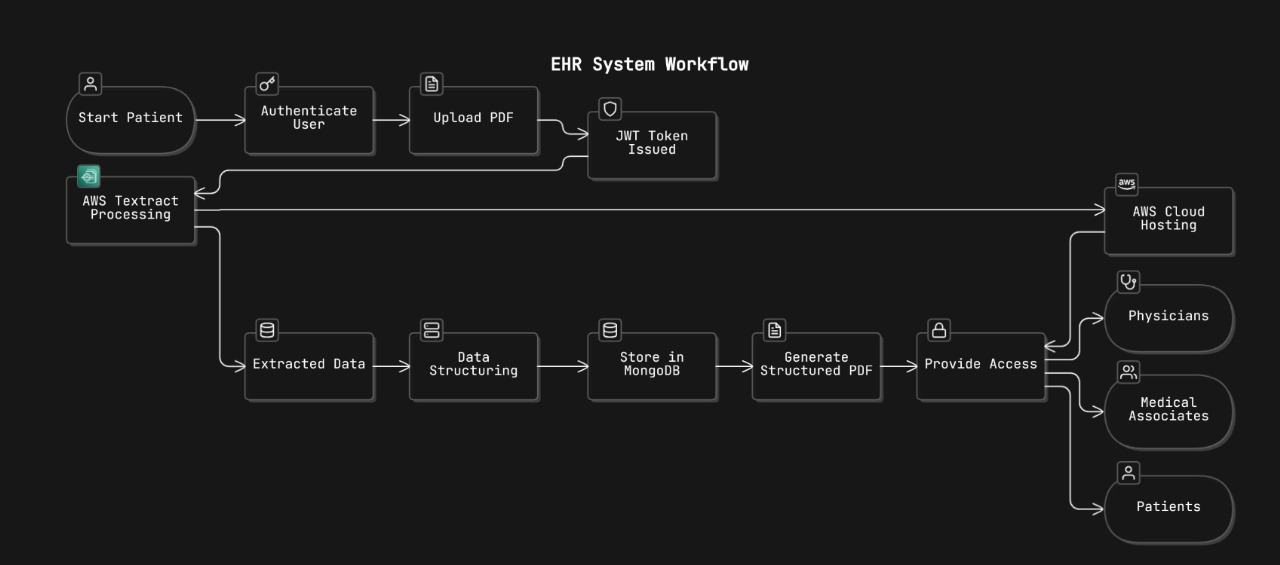 EHR System Workflow
Start Patient
Authenticate
User
Upload PDF
JWT Token
Issued
AWS Textract
Processing
aws
AWS Cloud
Hosting
Extracted Data
Data
Structuring
Store in
MongoDB
Generate
Structured PDF
Provide Access
Physicians
Medical
Associates
Patients